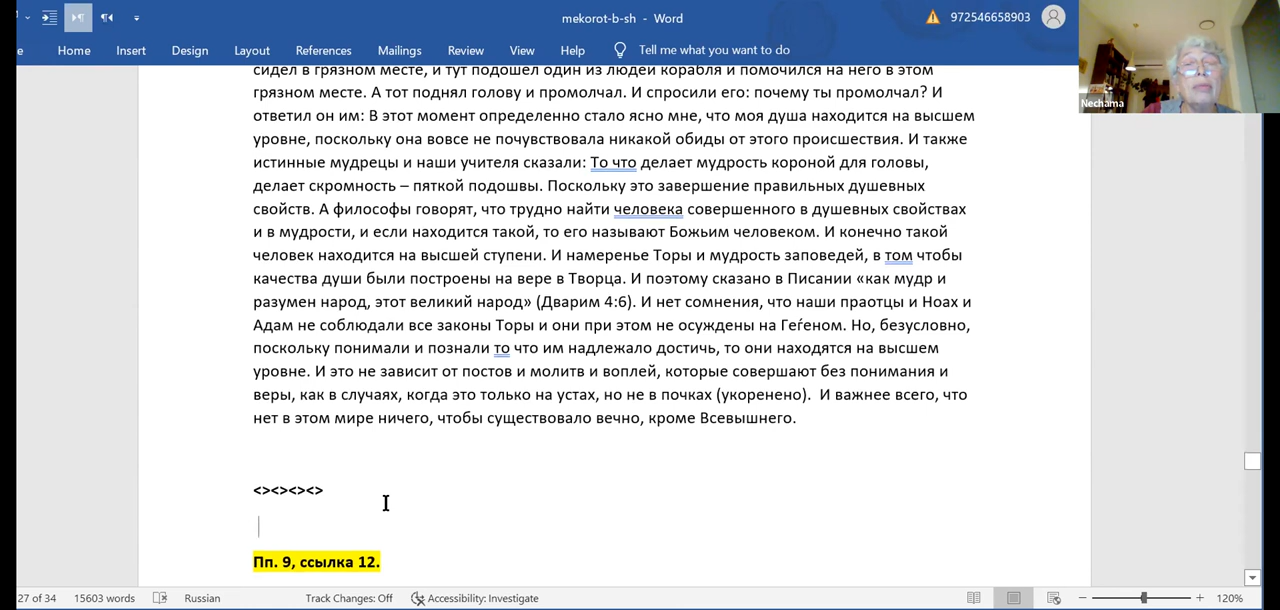 mekorot-b-sh - Word
972546658903
e Home Insert Design Layout References Mailings Review View Help Tell me what you want to do
Nechama
сидел в грязном месте, и тут подошел один из людей корабля и помочился на него в этом
грязном месте. А тот поднял голову и промолчал. И спросили его: почему ты промолчал? И
ответил он им: В этот момент определенно стало ясно мне, что моя душа находится на высшем
уровне, поскольку она вовсе не почувствовала никакой обиды от этого происшествия. И также
истинные мудрецы и наши учителя сказали: То что делает мудрость короной для головы,
делает скромность – пяткой подошвы. Поскольку это завершение правильных душевных
свойств. А философы говорят, что трудно найти человека совершенного в душевных свойствах
и в мудрости, и если находится такой, то его называют Божьим человеком. И конечно такой
человек находится на высшей ступени. И намеренье Торы и мудрость заповедей, в том чтобы
качества души были построены на вере в Творца. И поэтому сказано в Писании «как мудр и
разумен народ, этот великий народ» (Дварим 4:6). И нет сомнения, что наши праотцы и Ноах и
Адам не соблюдали все законы Торы и они при этом не осуждены на Геѓеном. Но, безусловно,
поскольку понимали и познали то что им надлежало достичь, то они находятся на высшем
уровне. И это не зависит от постов и молитв и воплей, которые совершают без понимания и
веры, как в случаях, когда это только на устах, но не в почках (укоренено). И важнее всего, что
нет в этом мире ничего, чтобы существовало вечно, кроме Всевышнего.
<><><><>
Пп. 9, ссылка 12.
27 of 34 15603 words Russian Track Changes: Off Accessibility: Investigate 120%